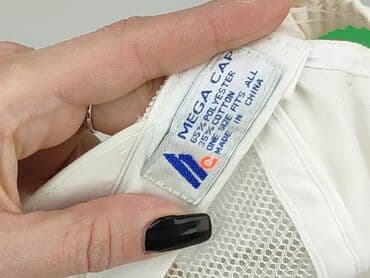 MEGA CAP
65% POLYESTER
35% COTTON
ONE SIZE FITS ALL
MADE IN CHINA